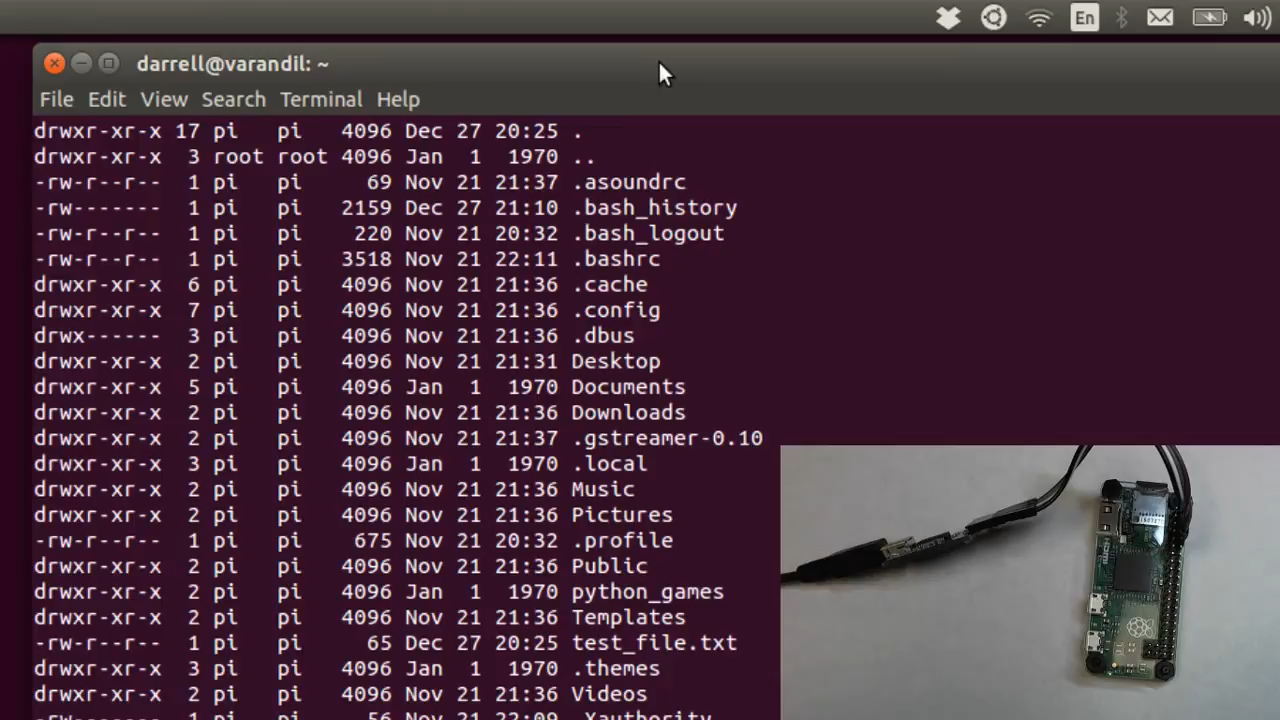 En
darrell@varandil: ~
File Edit View Search Terminal Help
drwxr-xr-x 17 pi pi 4096 Dec 27 20:25 .
drwxr-xr-x 3 root root 4096 Jan 1 1970 ..
-rw-r--r-- 1 pi pi 69 Nov 21 21:37 .asoundrc
-rw------- 1 pi pi 2159 Dec 27 21:10 .bash_history
-rw-r--r-- 1 pi pi 220 Nov 21 20:32 .bash_logout
-rw-r--r-- 1 pi pi 3518 Nov 21 22:11 .bashrc
drwxr-xr-x 6 pi pi 4096 Nov 21 21:36 .cache
drwxr-xr-x 7 pi pi 4096 Nov 21 21:36 .config
drwx------ 3 pi pi 4096 Nov 21 21:36 .dbus
drwxr-xr-x 2 pi pi 4096 Nov 21 21:31 Desktop
drwxr-xr-x 5 pi pi 4096 Jan 1 1970 Documents
drwxr-xr-x 2 pi pi 4096 Nov 21 21:36 Downloads
drwxr-xr-x 2 pi pi 4096 Nov 21 21:37 .gstreamer-0.10
drwxr-xr-x 3 pi pi 4096 Jan 1 1970 .local
drwxr-xr-x 2 pi pi 4096 Nov 21 21:36 Music
drwxr-xr-x 2 pi pi 4096 Nov 21 21:36 Pictures
-rw-r--r-- 1 pi pi 675 Nov 21 20:32 .profile
drwxr-xr-x 2 pi pi 4096 Nov 21 21:36 Public
drwxr-xr-x 2 pi pi 4096 Jan 1 1970 python_games
drwxr-xr-x 2 pi pi 4096 Nov 21 21:36 Templates
-rw-r--r-- 1 pi pi 65 Dec 27 20:25 test_file.txt
drwxr-xr-x 3 pi pi 4096 Jan 1 1970 .themes
drwxr-xr-x 2 pi pi 4096 Nov 21 21:36 Videos
-rw------- 1 pi pi 56 Nov 21 22:09 .Xauthority